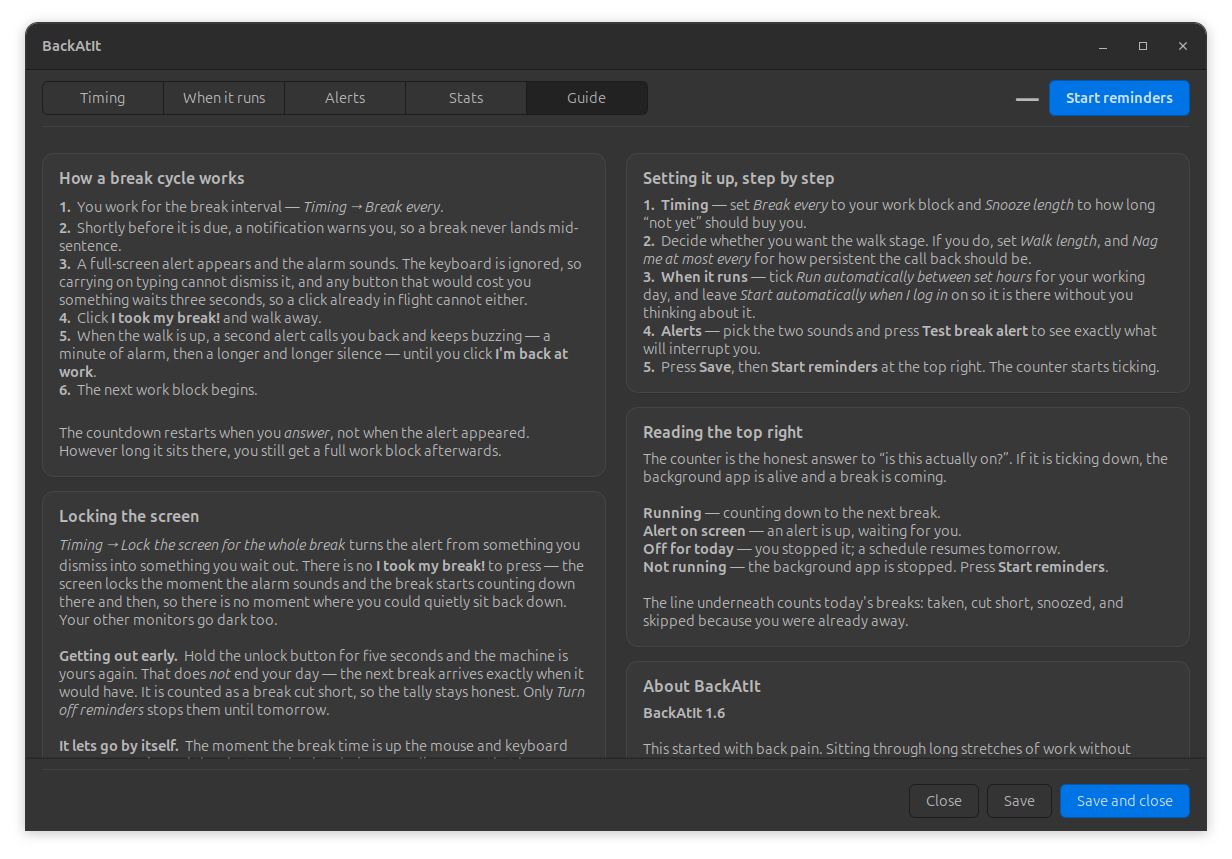 BackAtIt
Timing
When it runs
Alerts
Stats
Guide
Start reminders
How a break cycle works
1. You work for the break interval — Timing → Break every.
2. Shortly before it is due, a notification warns you, so a break never lands mid-
sentence.
3. A full-screen alert appears and the alarm sounds. The keyboard is ignored, so
carrying on typing cannot dismiss it, and any button that would cost you
something waits three seconds, so a click already in flight cannot either.
4. Click I took my break! and walk away.
5. When the walk is up, a second alert calls you back and keeps buzzing — a
minute of alarm, then a longer and longer silence — until you click I'm back at
work.
6. The next work block begins.
The countdown restarts when you answer, not when the alert appeared.
However long it sits there, you still get a full work block afterwards.
Locking the screen
Timing → Lock the screen for the whole break turns the alert from something you
dismiss into something you wait out. There is no I took my break! to press — the
screen locks the moment the alarm sounds and the break starts counting down
there and then, so there is no moment where you could quietly sit back down.
Your other monitors go dark too.
Getting out early. Hold the unlock button for five seconds and the machine is
yours again. That does not end your day — the next break arrives exactly when it
would have. It is counted as a break cut short, so the tally stays honest. Only Turn
off reminders stops them until tomorrow.
It lets go by itself. The moment the break time is up the mouse and keyboard
Setting it up, step by step
1. Timing — set Break every to your work block and Snooze length to how long
“not yet” should buy you.
2. Decide whether you want the walk stage. If you do, set Walk length, and Nag
me at most every for how persistent the call back should be.
3. When it runs — tick Run automatically between set hours for your working
day, and leave Start automatically when I log in on so it is there without you
thinking about it.
4. Alerts — pick the two sounds and press Test break alert to see exactly what
will interrupt you.
5. Press Save, then Start reminders at the top right. The counter starts ticking.
Reading the top right
The counter is the honest answer to “is this actually on?”. If it is ticking down, the
background app is alive and a break is coming.
Running — counting down to the next break.
Alert on screen — an alert is up, waiting for you.
Off for today — you stopped it; a schedule resumes tomorrow.
Not running — the background app is stopped. Press Start reminders.
The line underneath counts today's breaks: taken, cut short, snoozed, and
skipped because you were already away.
About BackAtIt
BackAtIt 1.6
This started with back pain. Sitting through long stretches of work without
Close
Save
Save and close